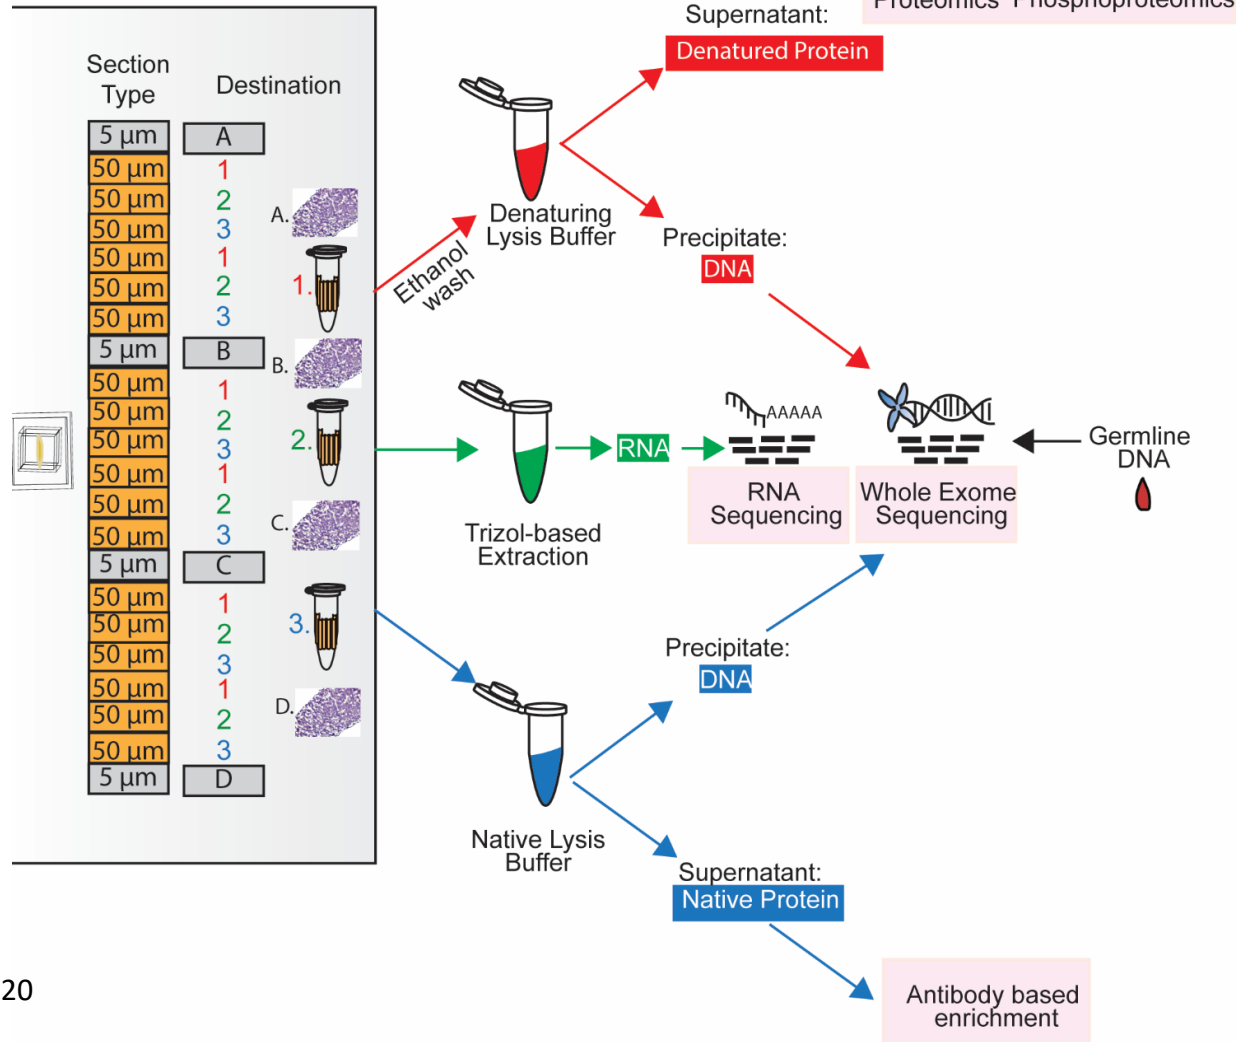 Supernatant:
Proteomics Phosphoproteomics
Denatured Protein
Section
Type
Destination
5 µm A
50 µm 1
50 µm 2
50 µm 3
50 µm 1
50 µm 2
50 µm 3
5 µm B
50 µm 1
50 µm 2
50 µm 3
50 µm 1
50 µm 2
50 µm 3
5 µm C
50 µm 1
50 µm 2
50 µm 3
50 µm 1
50 µm 2
50 µm 3
5 µm D
A.
1.
B.
2.
C.
3.
D.
Ethanol
wash
Denaturing
Lysis Buffer
Precipitate:
DNA
Trizol-based
Extraction
RNA
AAAAA
RNA
Sequencing
Whole Exome
Sequencing
Germline
DNA
Native Lysis
Buffer
Precipitate:
DNA
Supernatant:
Native Protein
Antibody based
enrichment
20